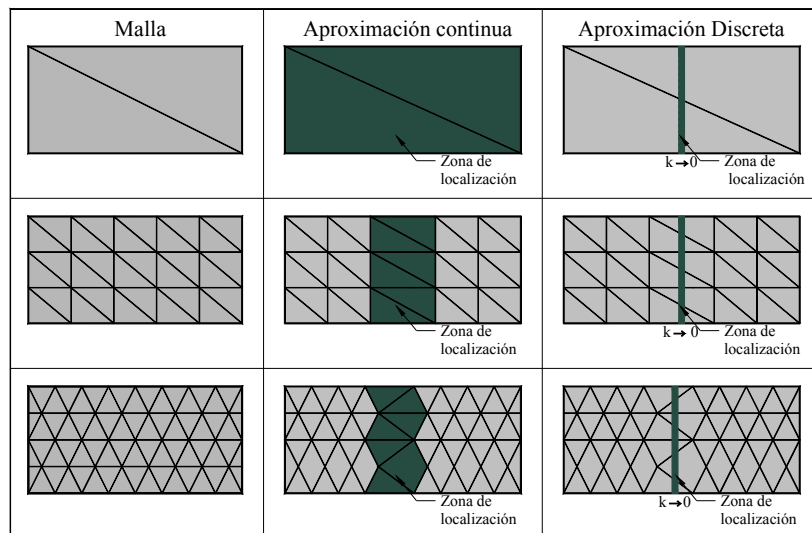 Malla
Aproximación continua
Aproximación Discreta
Zona de
localización
Zona de
localización
k→0
Zona de
localización
Zona de
localización
k→0
Zona de
localización
Zona de
localización
k→0